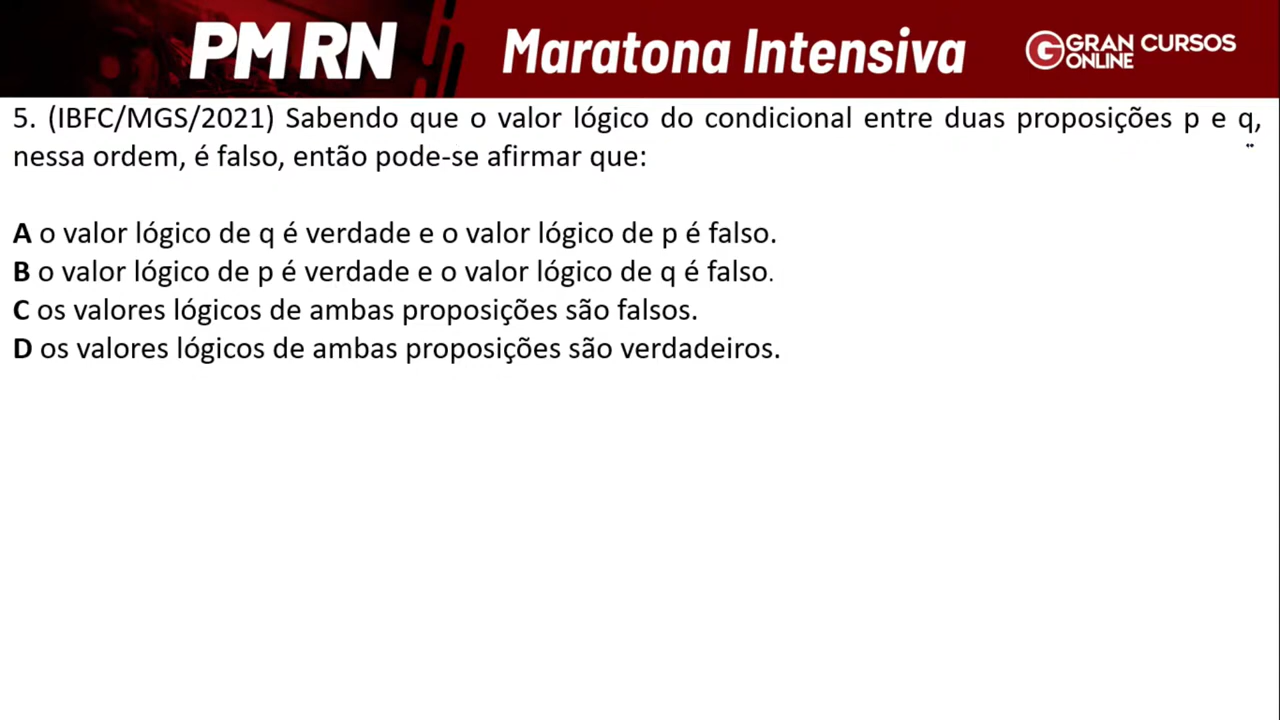 PM RN Maratona Intensiva GRAN CURSOS
ONLINE
5. (IBFC/MGS/2021) Sabendo que o valor lógico do condicional entre duas proposições p e q,
nessa ordem, é falso, então pode-se afirmar que:
A o valor lógico de q é verdade e o valor lógico de p é falso.
B o valor lógico de p é verdade e o valor lógico de q é falso.
C os valores lógicos de ambas proposições são falsos.
D os valores lógicos de ambas proposições são verdadeiros.